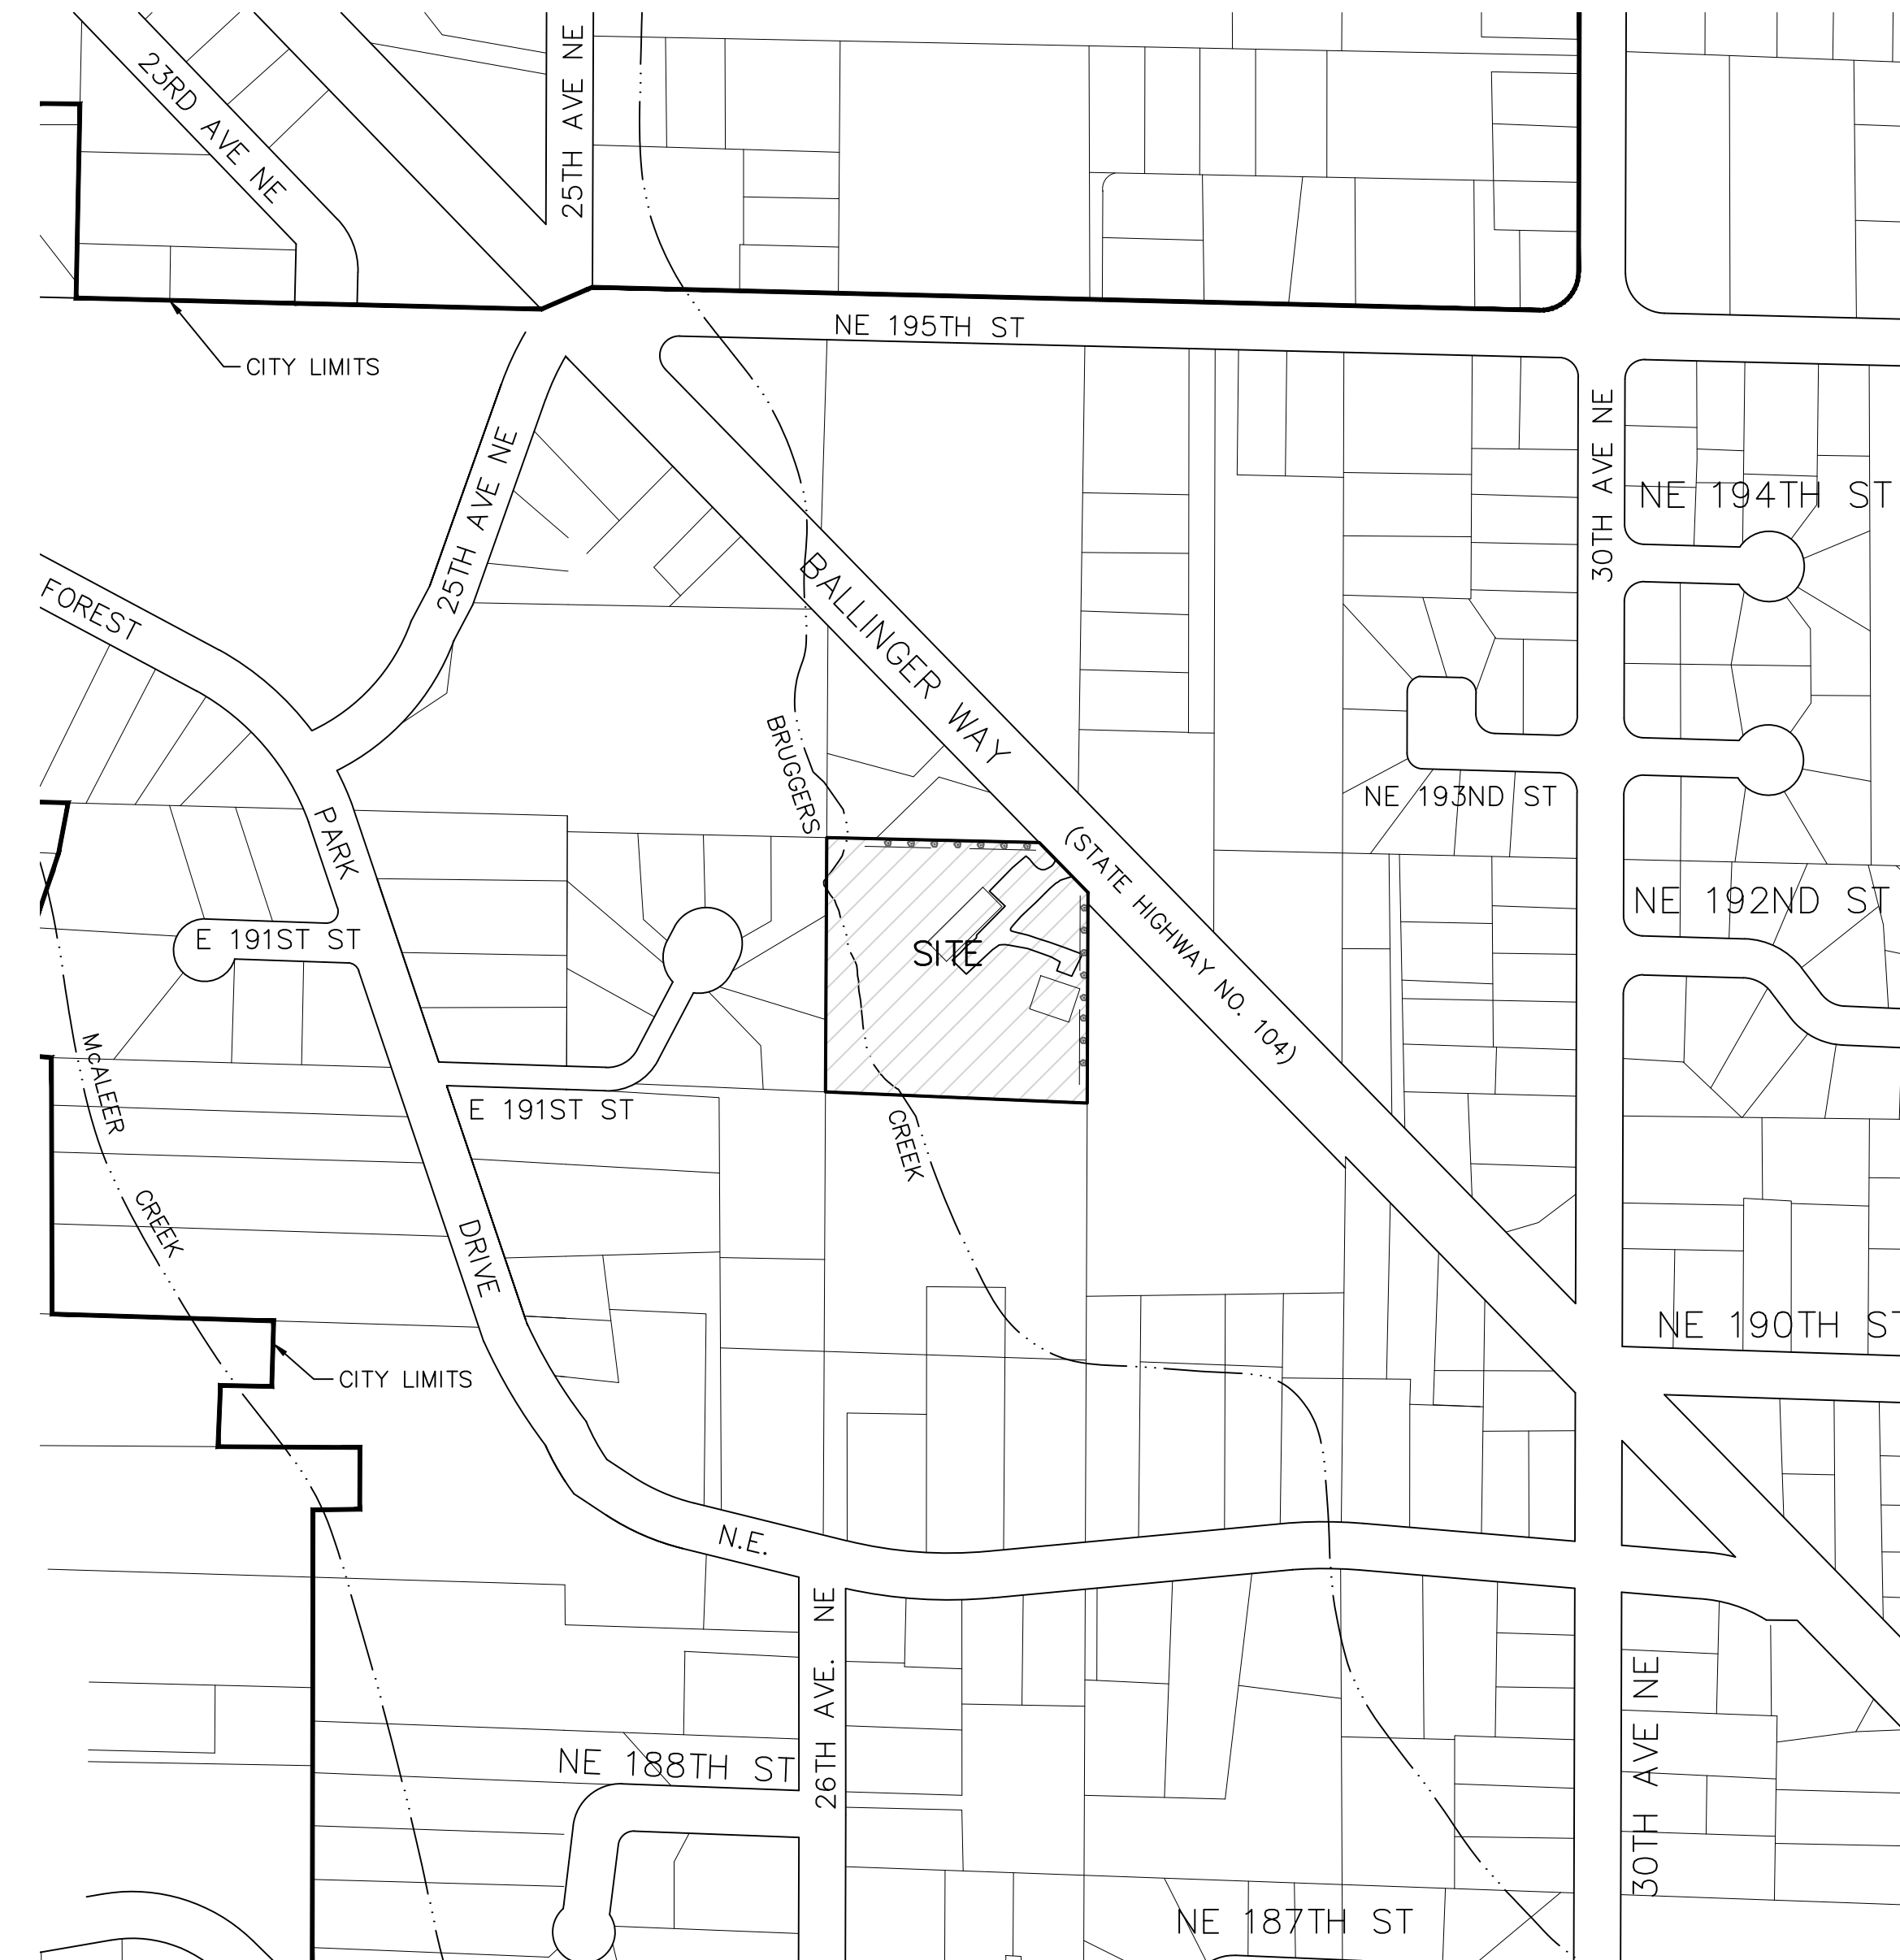 23RD AVE NE
25TH AVE NE
NE 195TH ST
CITY LIMITS
30TH AVE NE
25TH AVE NE
NE 194TH ST
FOREST
BALLINGER WAY
BRUGGERS
NE 193ND ST
PARK
(STATE HIGHWAY NO. 104)
NE 192ND ST
E 191ST ST
SITE
McALEER
E 191ST ST
CREEK
CREEK
DRIVE
NE 190TH ST
CITY LIMITS
N.E.
26TH AVE. NE
30TH AVE NE
NE 188TH ST
NE 187TH ST